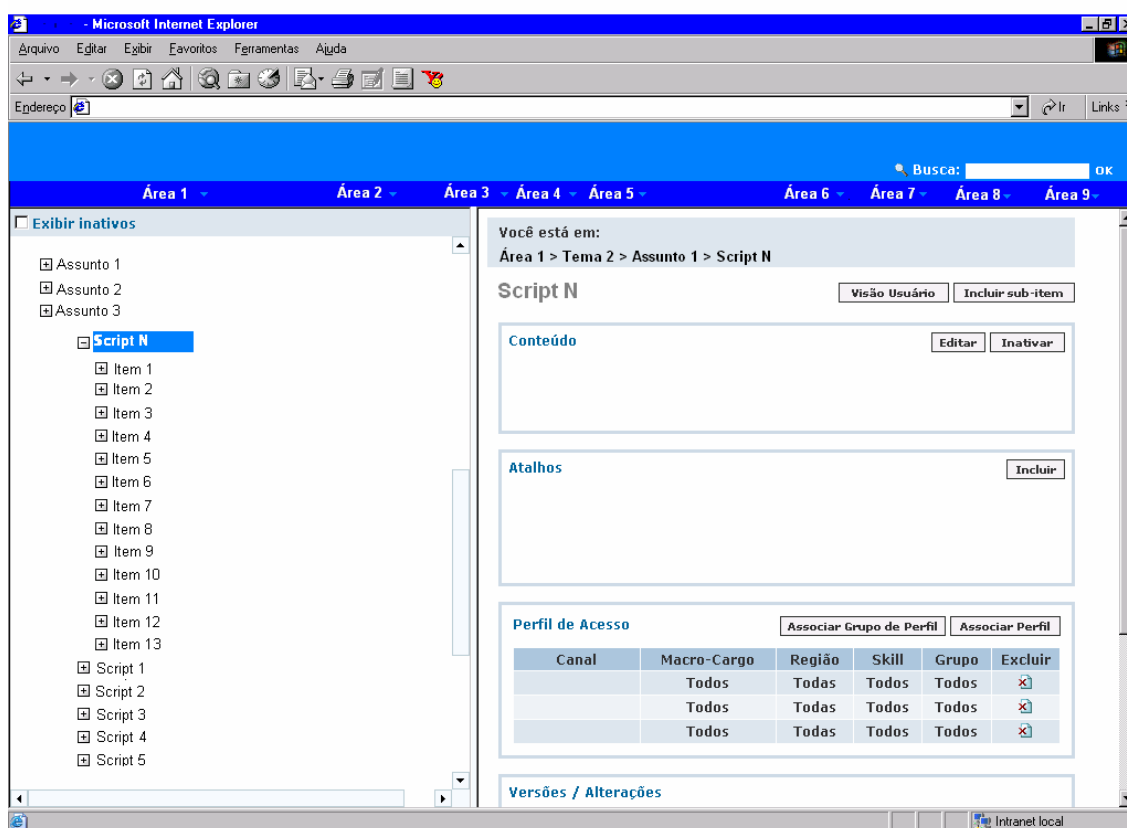 - Microsoft Internet Explorer
Arquivo Editar Exibir Favoritos Ferramentas Ajuda
Endereço Ir Links
Busca: OK
Área 1 Área 2 Área 3 Área 4 Área 5 Área 6 Área 7 Área 8 Área 9
Exibir inativos
Assunto 1
Assunto 2
Assunto 3
Script N
Item 1
Item 2
Item 3
Item 4
Item 5
Item 6
Item 7
Item 8
Item 9
Item 10
Item 11
Item 12
Item 13
Script 1
Script 2
Script 3
Script 4
Script 5
Você está em:
Área 1 > Tema 2 > Assunto 1 > Script N
Script N Visão Usuário Incluir sub-item
Conteúdo Editar Inativar
Atalhos Incluir
Perfil de Acesso Associar Grupo de Perfil Associar Perfil
Canal Macro-Cargo Região Skill Grupo Excluir
Todos Todas Todos Todos
Todos Todas Todos Todos
Todos Todas Todos Todos
Versões / Alterações
Intranet local